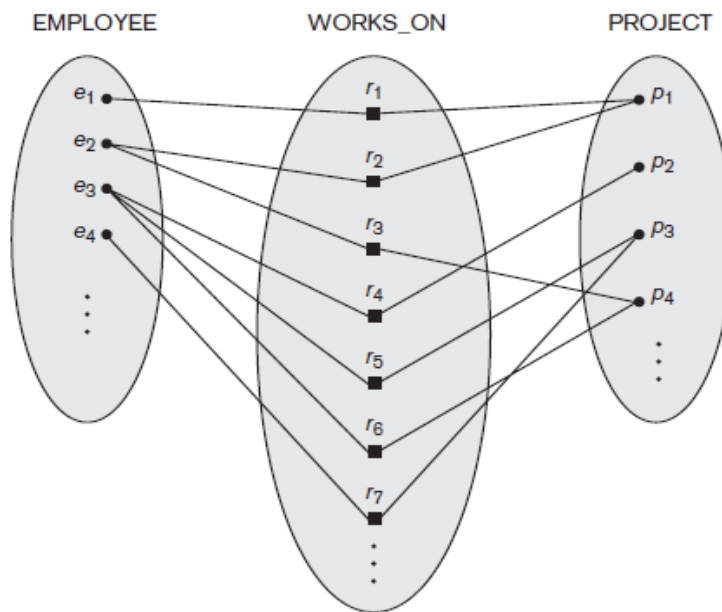 EMPLOYEE WORKS_ON PROJECT
e1
e2
e3
e4
r1
r2
r3
r4
r5
r6
r7
p1
p2
p3
p4